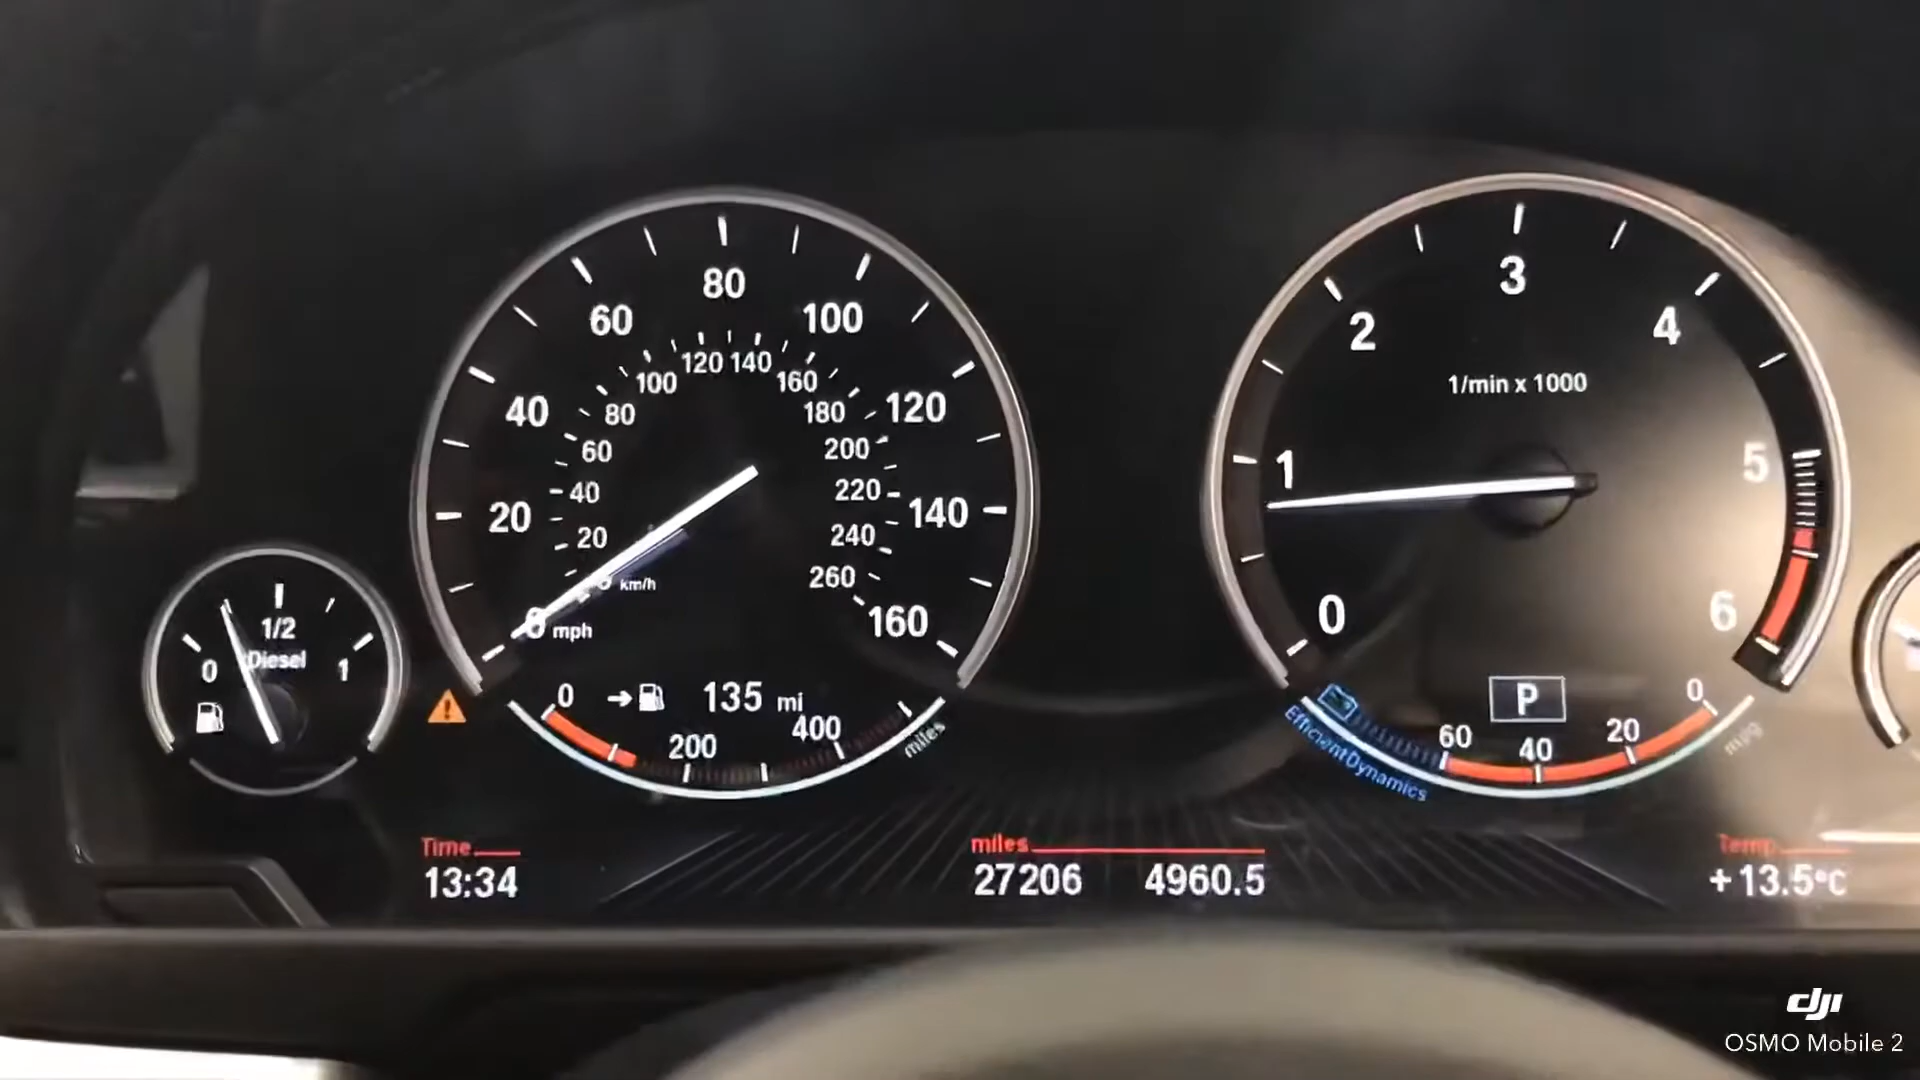 80
60
100
120 140
100
160
40
80
180
120
60
200
40
220
20
140
20
240
km/h
260
0
mph
160
3
2
4
1/min x 1000
1
5
0
6
1/2
Diesel
0
1
0
135 mi
200
400
miles
P
60
40
20
0
mpg
EfficientDynamics
Time
13:34
miles
27206 4960.5
Temp
+13.5°C
dji
OSMO Mobile 2